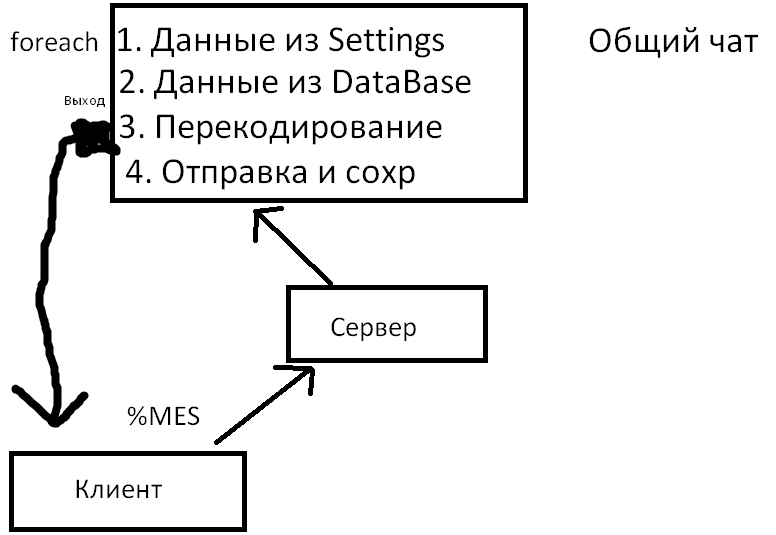 foreach
1. Данные из Settings
Общий чат
2. Данные из DataBase
Выход
3. Перекодирование
4. Отправка и сохр
Сервер
%MES
Клиент